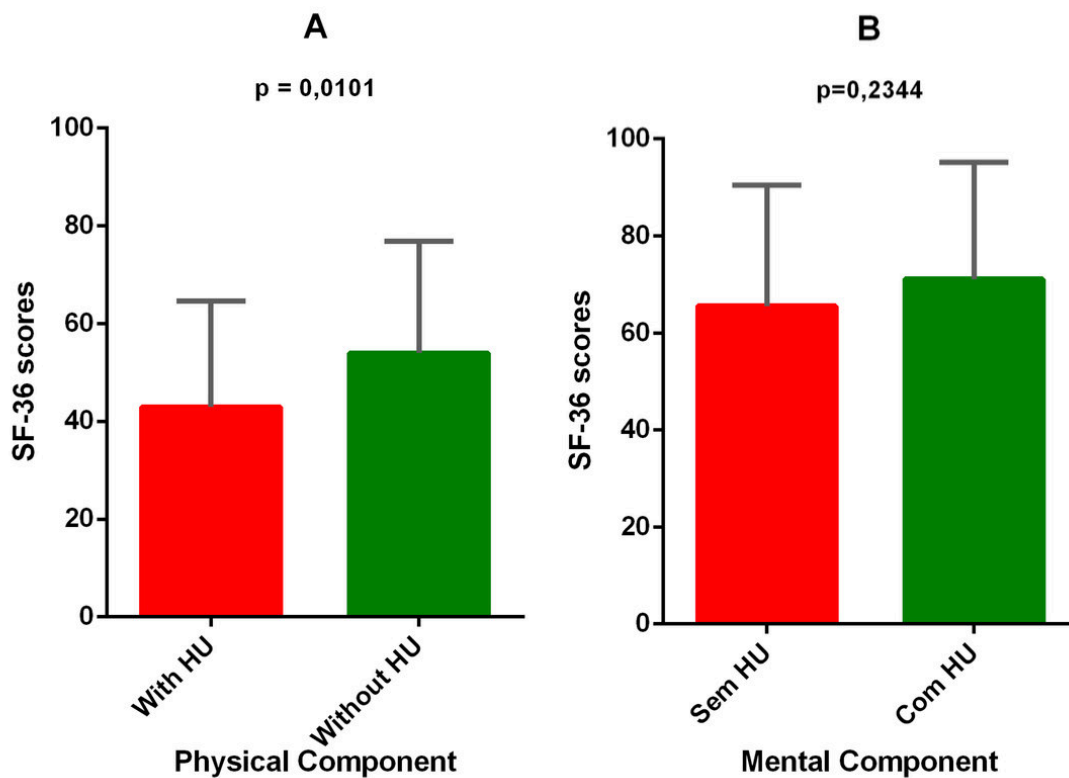 A
p = 0,0101
100
80
60
40
20
0
SF-36 scores
With HU
Without HU
Physical Component
B
p=0,2344
100
80
60
40
20
0
SF-36 scores
Sem HU
Com HU
Mental Component